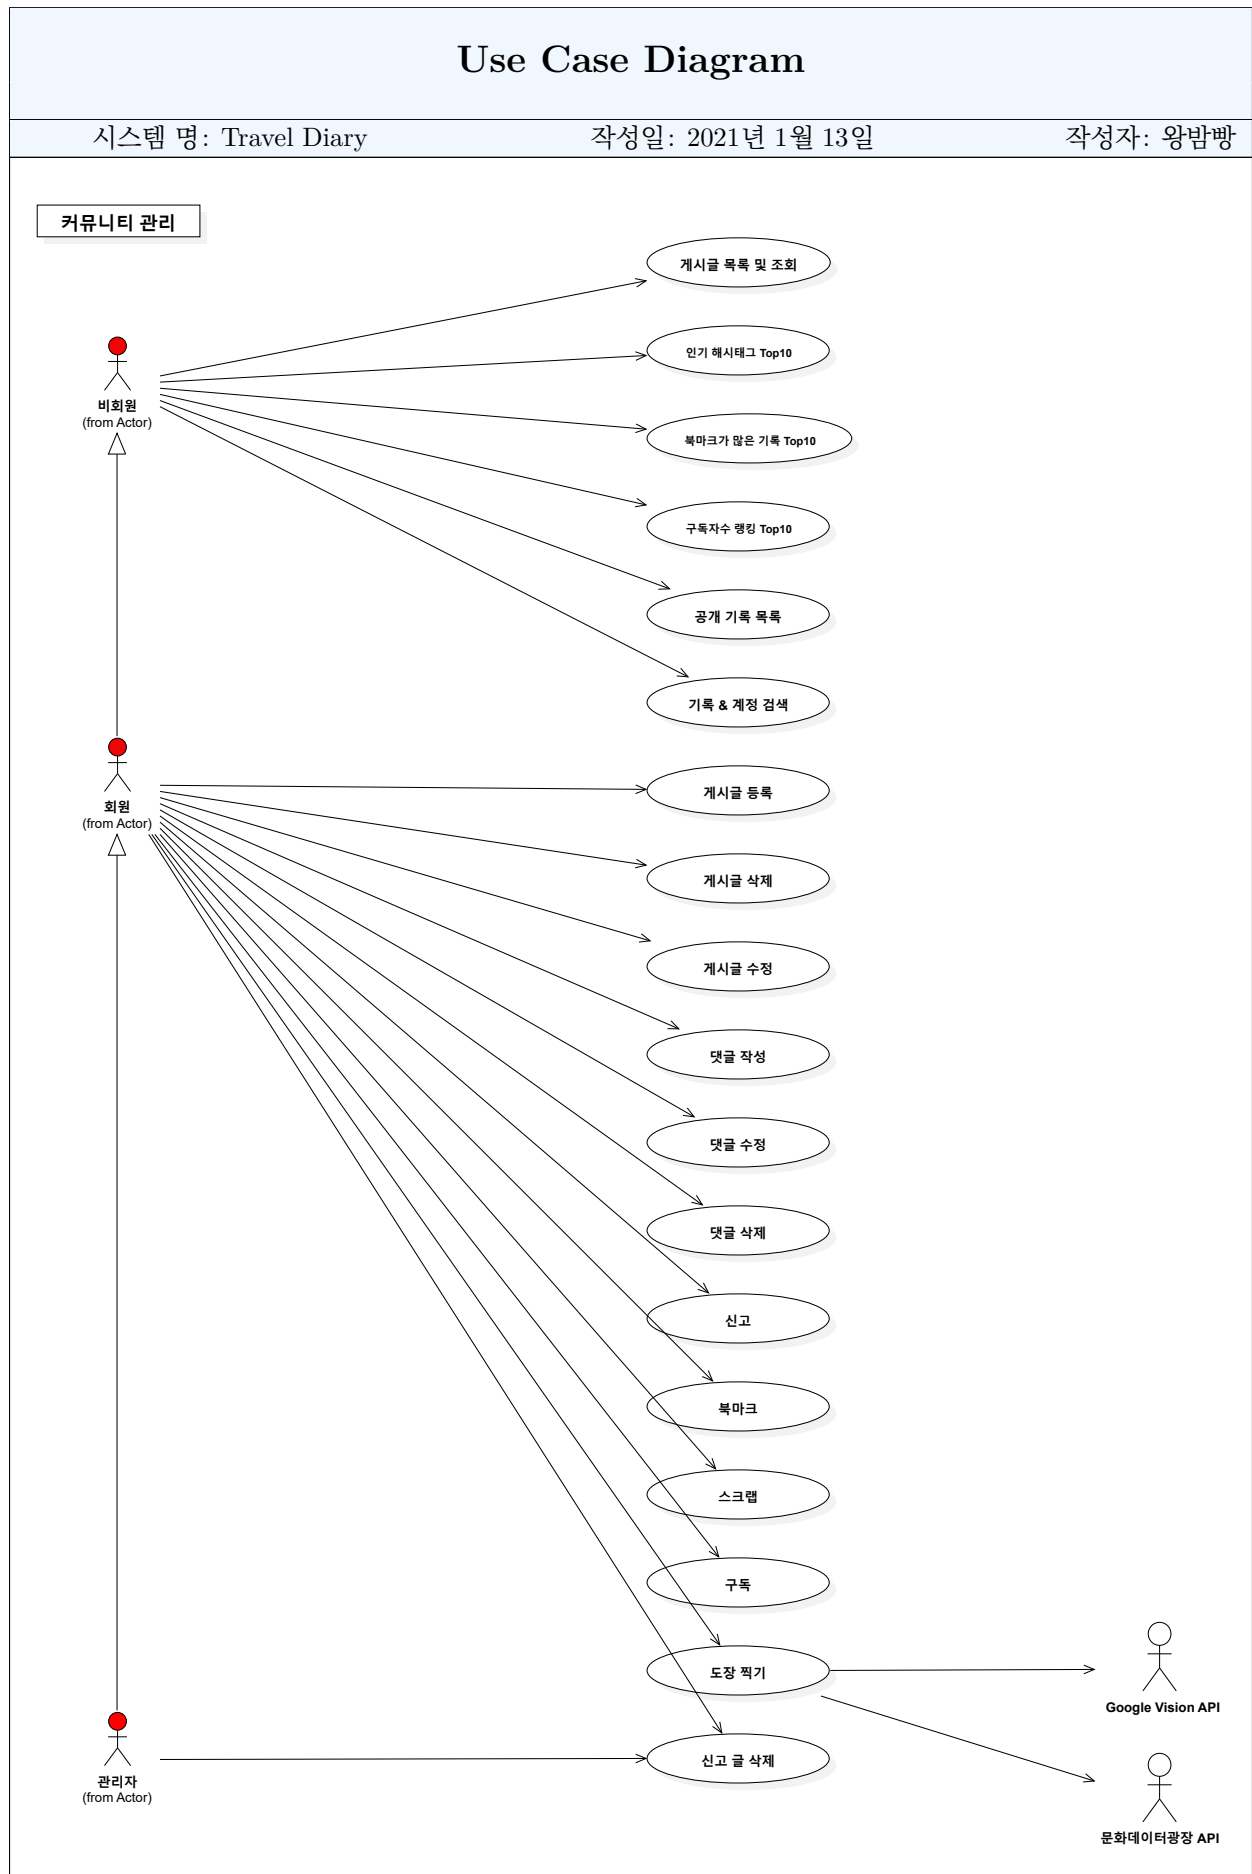 Use Case Diagram
시스템 명: Travel Diary 작성일: 2021년 1월 13일 작성자: 왕밤빵
커뮤니티 관리
게시글 목록 및 조회
인기 해시태그 Top10
비회원
(from Actor)
북마크가 많은 기록 Top10
구독자수 랭킹 Top10
공개 기록 목록
기록 & 계정 검색
회원
(from Actor)
게시글 등록
게시글 삭제
게시글 수정
댓글 작성
댓글 수정
댓글 삭제
신고
북마크
스크랩
구독
도장 찍기
Google Vision API
신고 글 삭제
관리자
(from Actor)
문화데이터광장 API